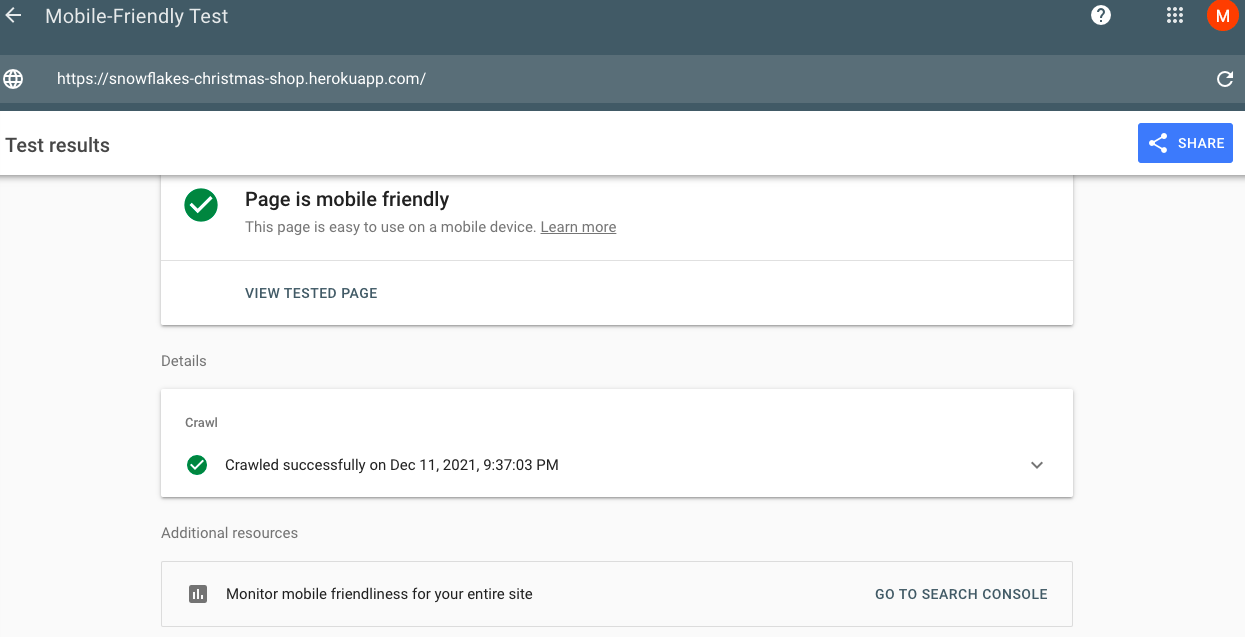 Mobile-Friendly Test
M
https://snowflakes-christmas-shop.herokuapp.com/
Test results
SHARE
Page is mobile friendly
This page is easy to use on a mobile device. Learn more
VIEW TESTED PAGE
Details
Crawl
Crawled successfully on Dec 11, 2021, 9:37:03 PM
Additional resources
Monitor mobile friendliness for your entire site
GO TO SEARCH CONSOLE